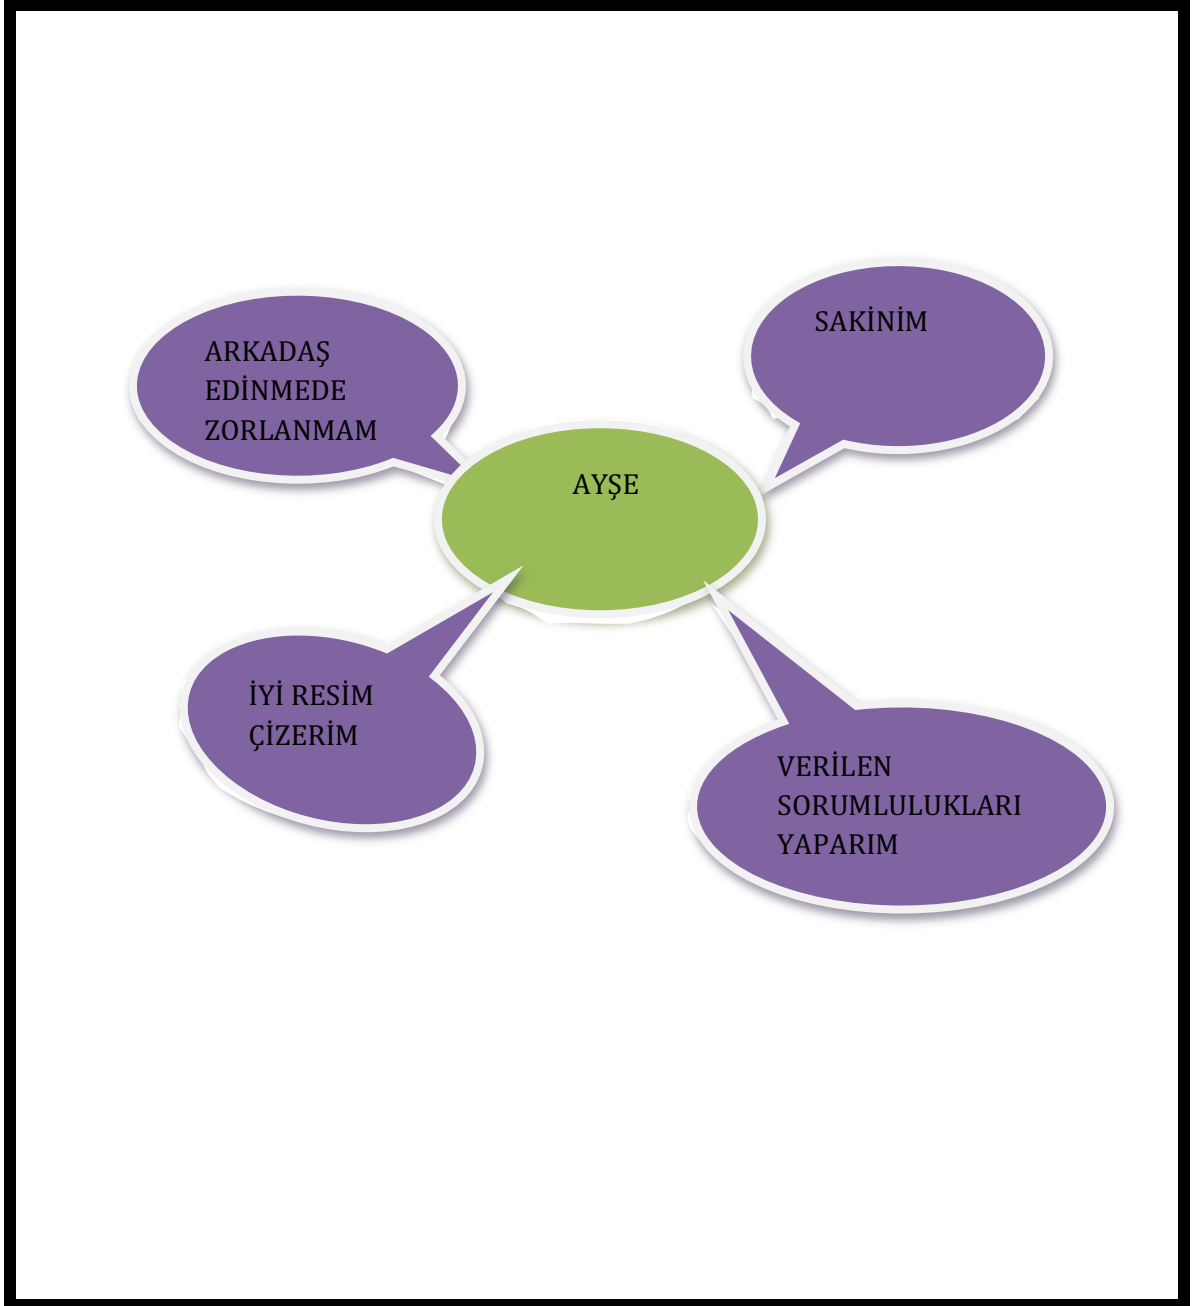 ARKADAŞ
EDİNMEDE
ZORLANMAM
SAKİNİM
AYŞE
İYİ RESİM
ÇİZERİM
VERİLEN
SORUMLULUKLARI
YAPARIM